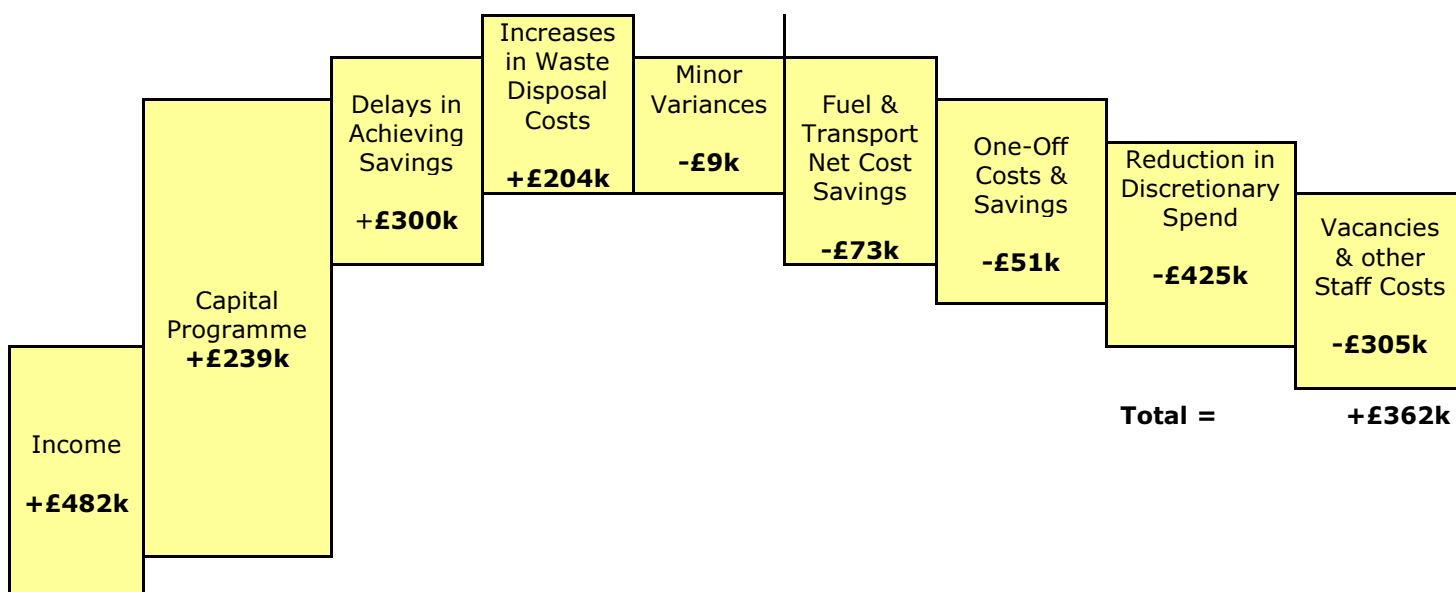 Income
+£482k
Capital
Programme
+£239k
Delays in
Achieving
Savings
+£300k
Increases
in Waste
Disposal
Costs
+£204k
Minor
Variances
-£9k
Fuel &
Transport
Net Cost
Savings
-£73k
One-Off
Costs &
Savings
-£51k
Reduction in
Discretionary
Spend
-£425k
Vacancies
& other
Staff Costs
-£305k
Total = +£362k